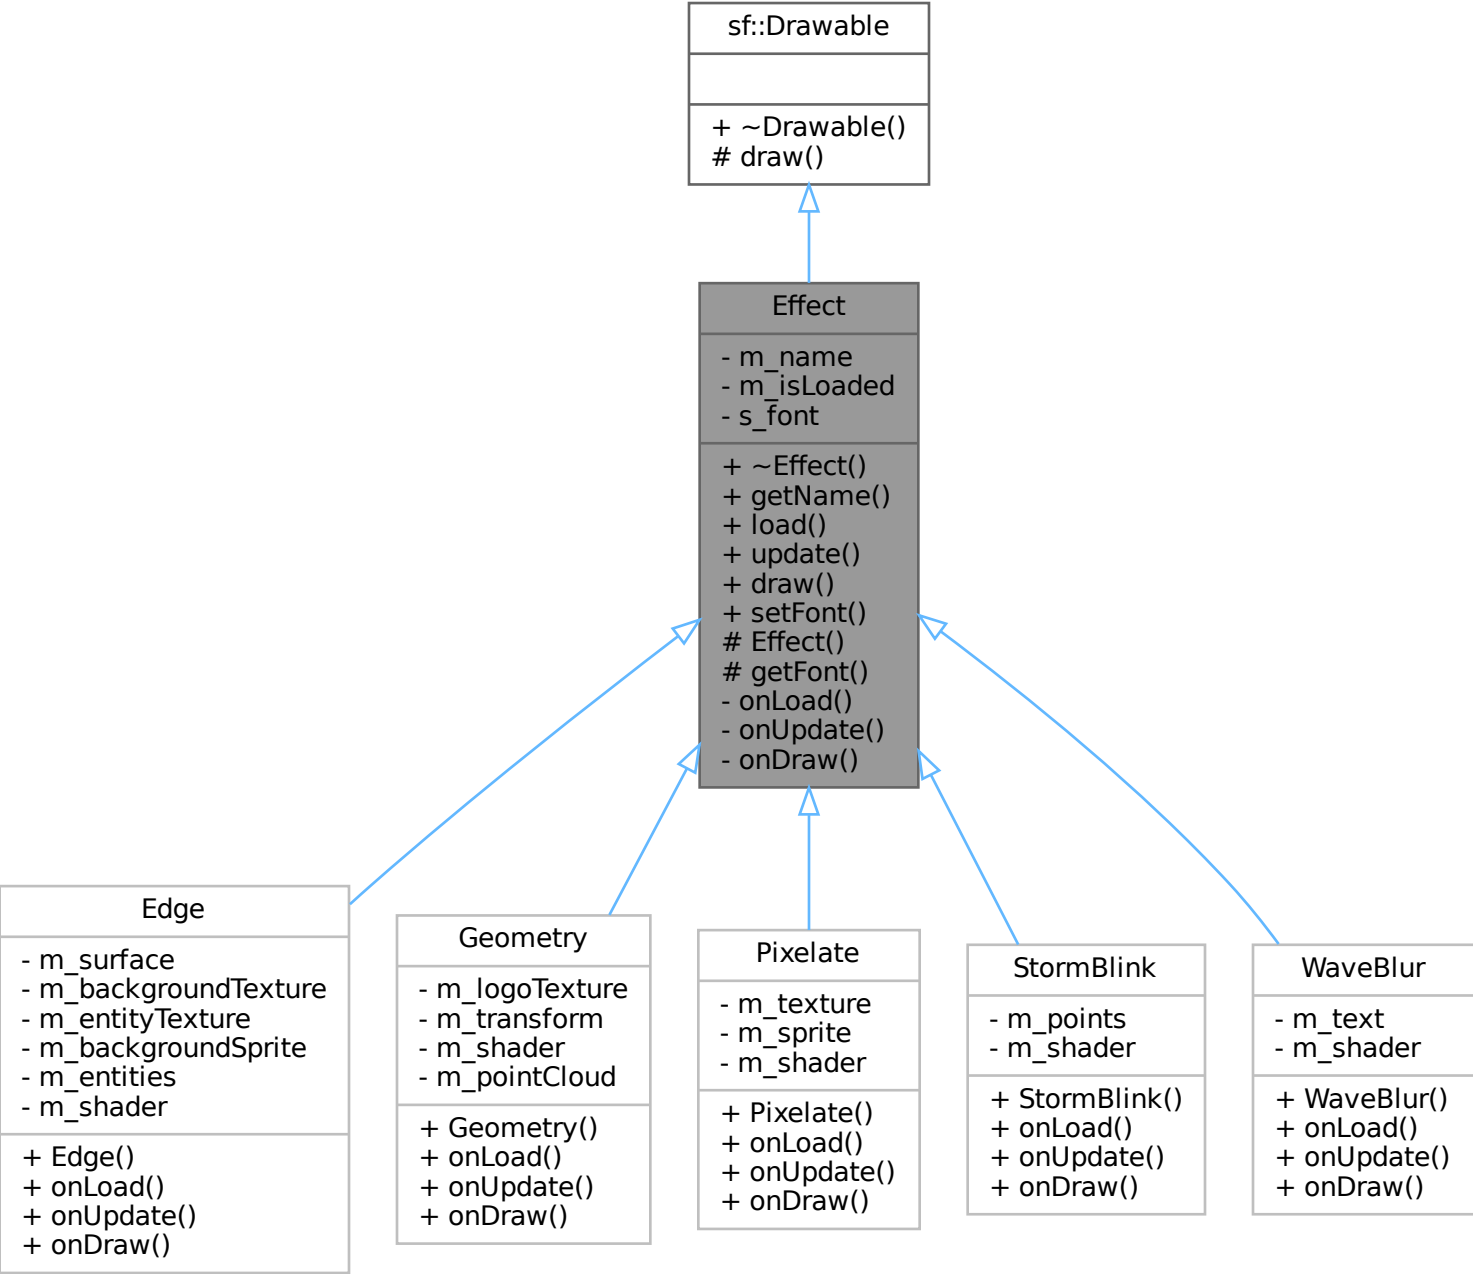 sf::Drawable
+ ~Drawable()
# draw()
Effect
- m_name
- m_isLoaded
- s_font
+ ~Effect()
+ getName()
+ load()
+ update()
+ draw()
+ setFont()
# Effect()
# getFont()
- onLoad()
- onUpdate()
- onDraw()
Edge
- m_surface
- m_backgroundTexture
- m_entityTexture
- m_backgroundSprite
- m_entities
- m_shader
+ Edge()
+ onLoad()
+ onUpdate()
+ onDraw()
Geometry
- m_logoTexture
- m_transform
- m_shader
- m_pointCloud
+ Geometry()
+ onLoad()
+ onUpdate()
+ onDraw()
Pixelate
- m_texture
- m_sprite
- m_shader
+ Pixelate()
+ onLoad()
+ onUpdate()
+ onDraw()
StormBlink
- m_points
- m_shader
+ StormBlink()
+ onLoad()
+ onUpdate()
+ onDraw()
WaveBlur
- m_text
- m_shader
+ WaveBlur()
+ onLoad()
+ onUpdate()
+ onDraw()